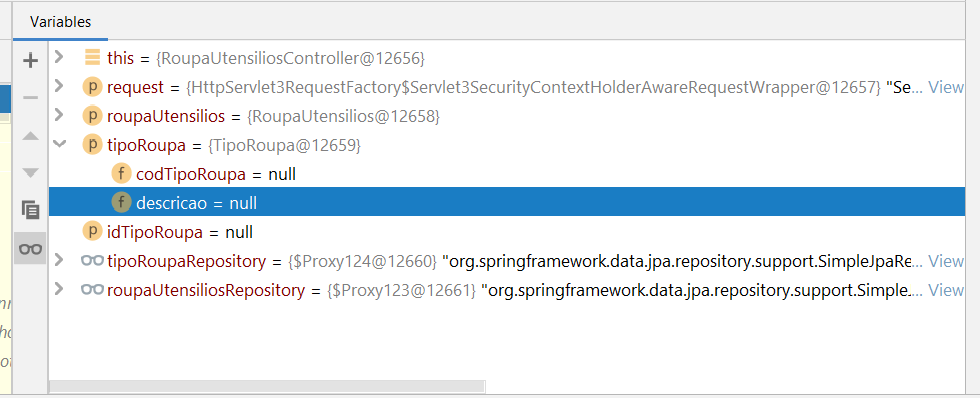 Variables
this = {RoupaUtensiliosController@12656}
request = {HttpServlet3RequestFactory$Servlet3SecurityContextHolderAwareRequestWrapper@12657} "Se... View
roupaUtensilios = {RoupaUtensilios@12658}
tipoRoupa = {TipoRoupa@12659}
codTipoRoupa = null
descricao = null
idTipoRoupa = null
tipoRoupaRepository = {$Proxy124@12660} "org.springframework.data.jpa.repository.support.SimpleJpaRe... View
roupaUtensiliosRepository = {$Proxy123@12661} "org.springframework.data.jpa.repository.support.Simple... View